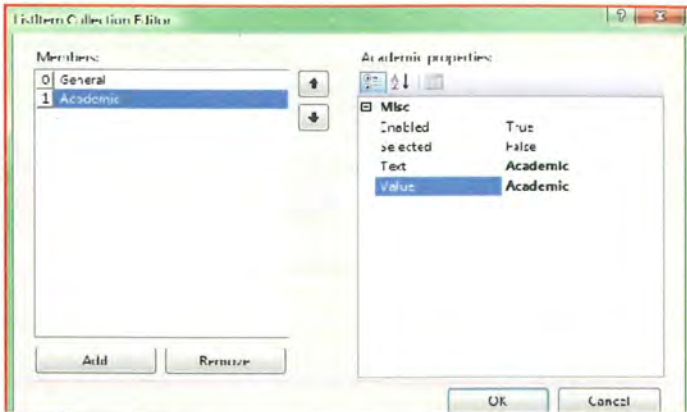 ListItem Collection Editor
?
Members:
0 General
1 Academic
Add
Remove
Academic properties:
Misc
Enabled True
Selected False
Text Academic
Value Academic
OK
Cancel